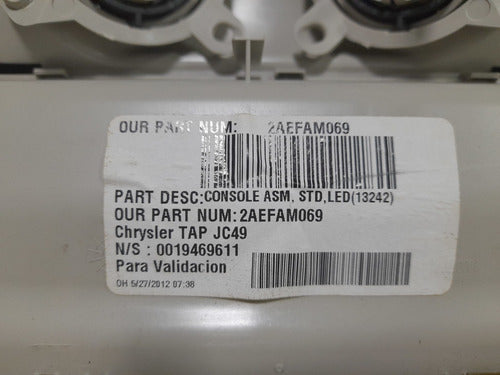 OUR PART NUM: 2AEFAM069
PART DESC:CONSOLE ASM, STD,LED(13242)
OUR PART NUM:2AEFAM069
Chrysler TAP JC49
N/S : 0019469611
Para Validacion
OH 5/27/2012 07:38